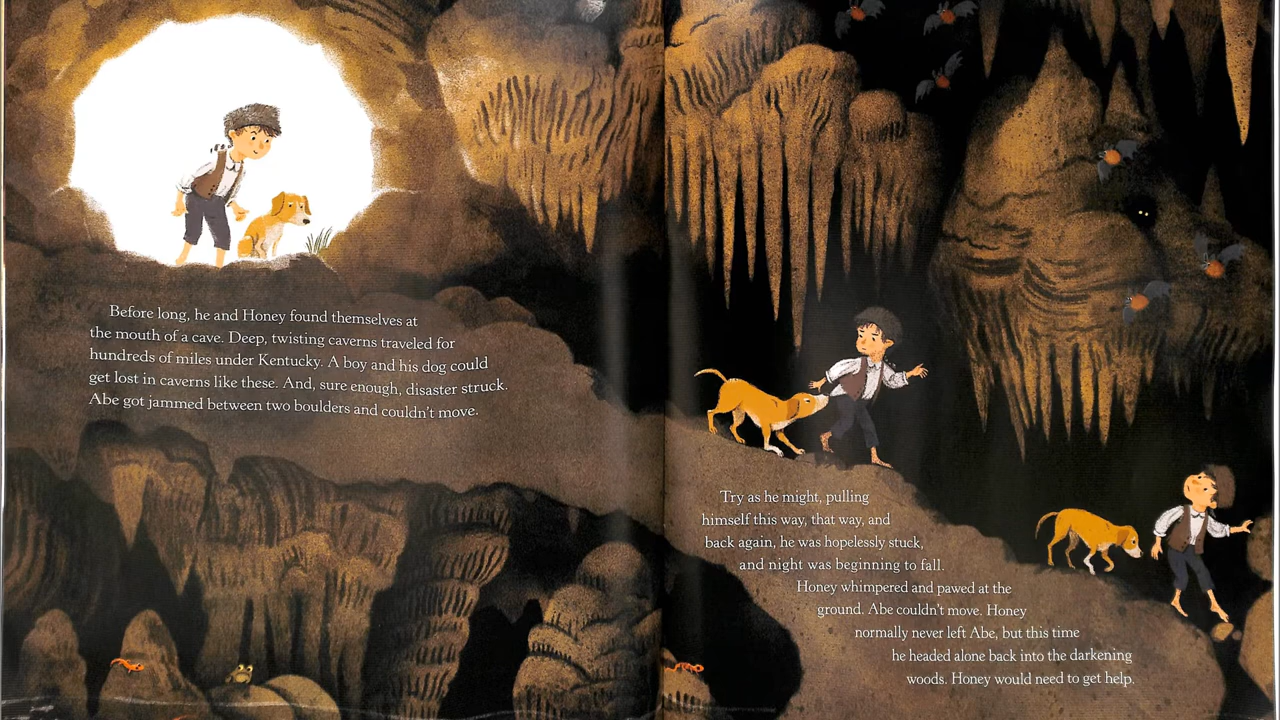 Before long, he and Honey found themselves at
the mouth of a cave. Deep, twisting caverns traveled for
hundreds of miles under Kentucky. A boy and his dog could
get lost in caverns like these. And, sure enough, disaster struck.
Abe got jammed between two boulders and couldn't move.
Try as he might, pulling
himself this way, that way, and
back again, he was hopelessly stuck,
and night was beginning to fall.
Honey whimpered and pawed at the
ground. Abe couldn't move. Honey
normally never left Abe, but this time
he headed alone back into the darkening
woods. Honey would need to get help.